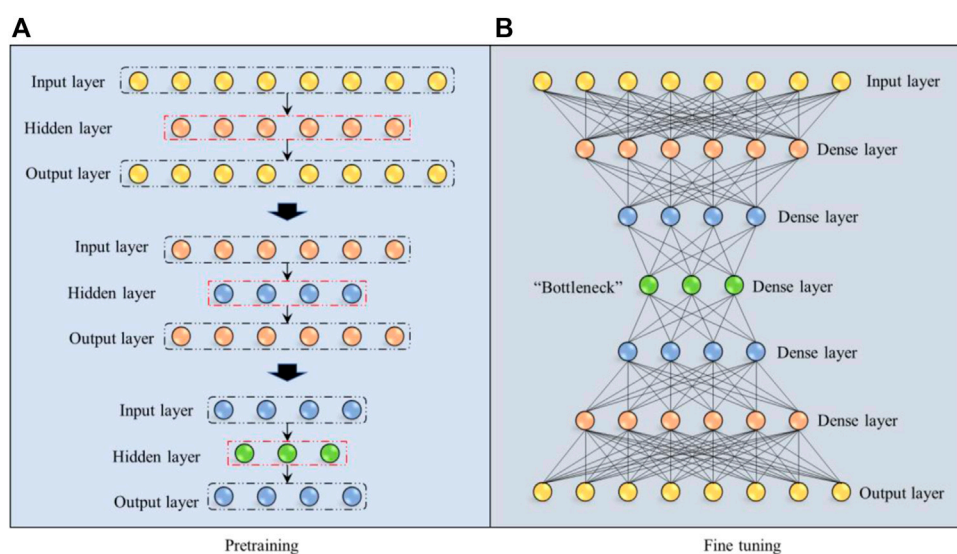 A
Input layer
Hidden layer
Output layer
Input layer
Hidden layer
Output layer
Input layer
Hidden layer
Output layer
Pretraining
B
Input layer
Dense layer
Dense layer
“Bottleneck” Dense layer
Dense layer
Dense layer
Output layer
Fine tuning